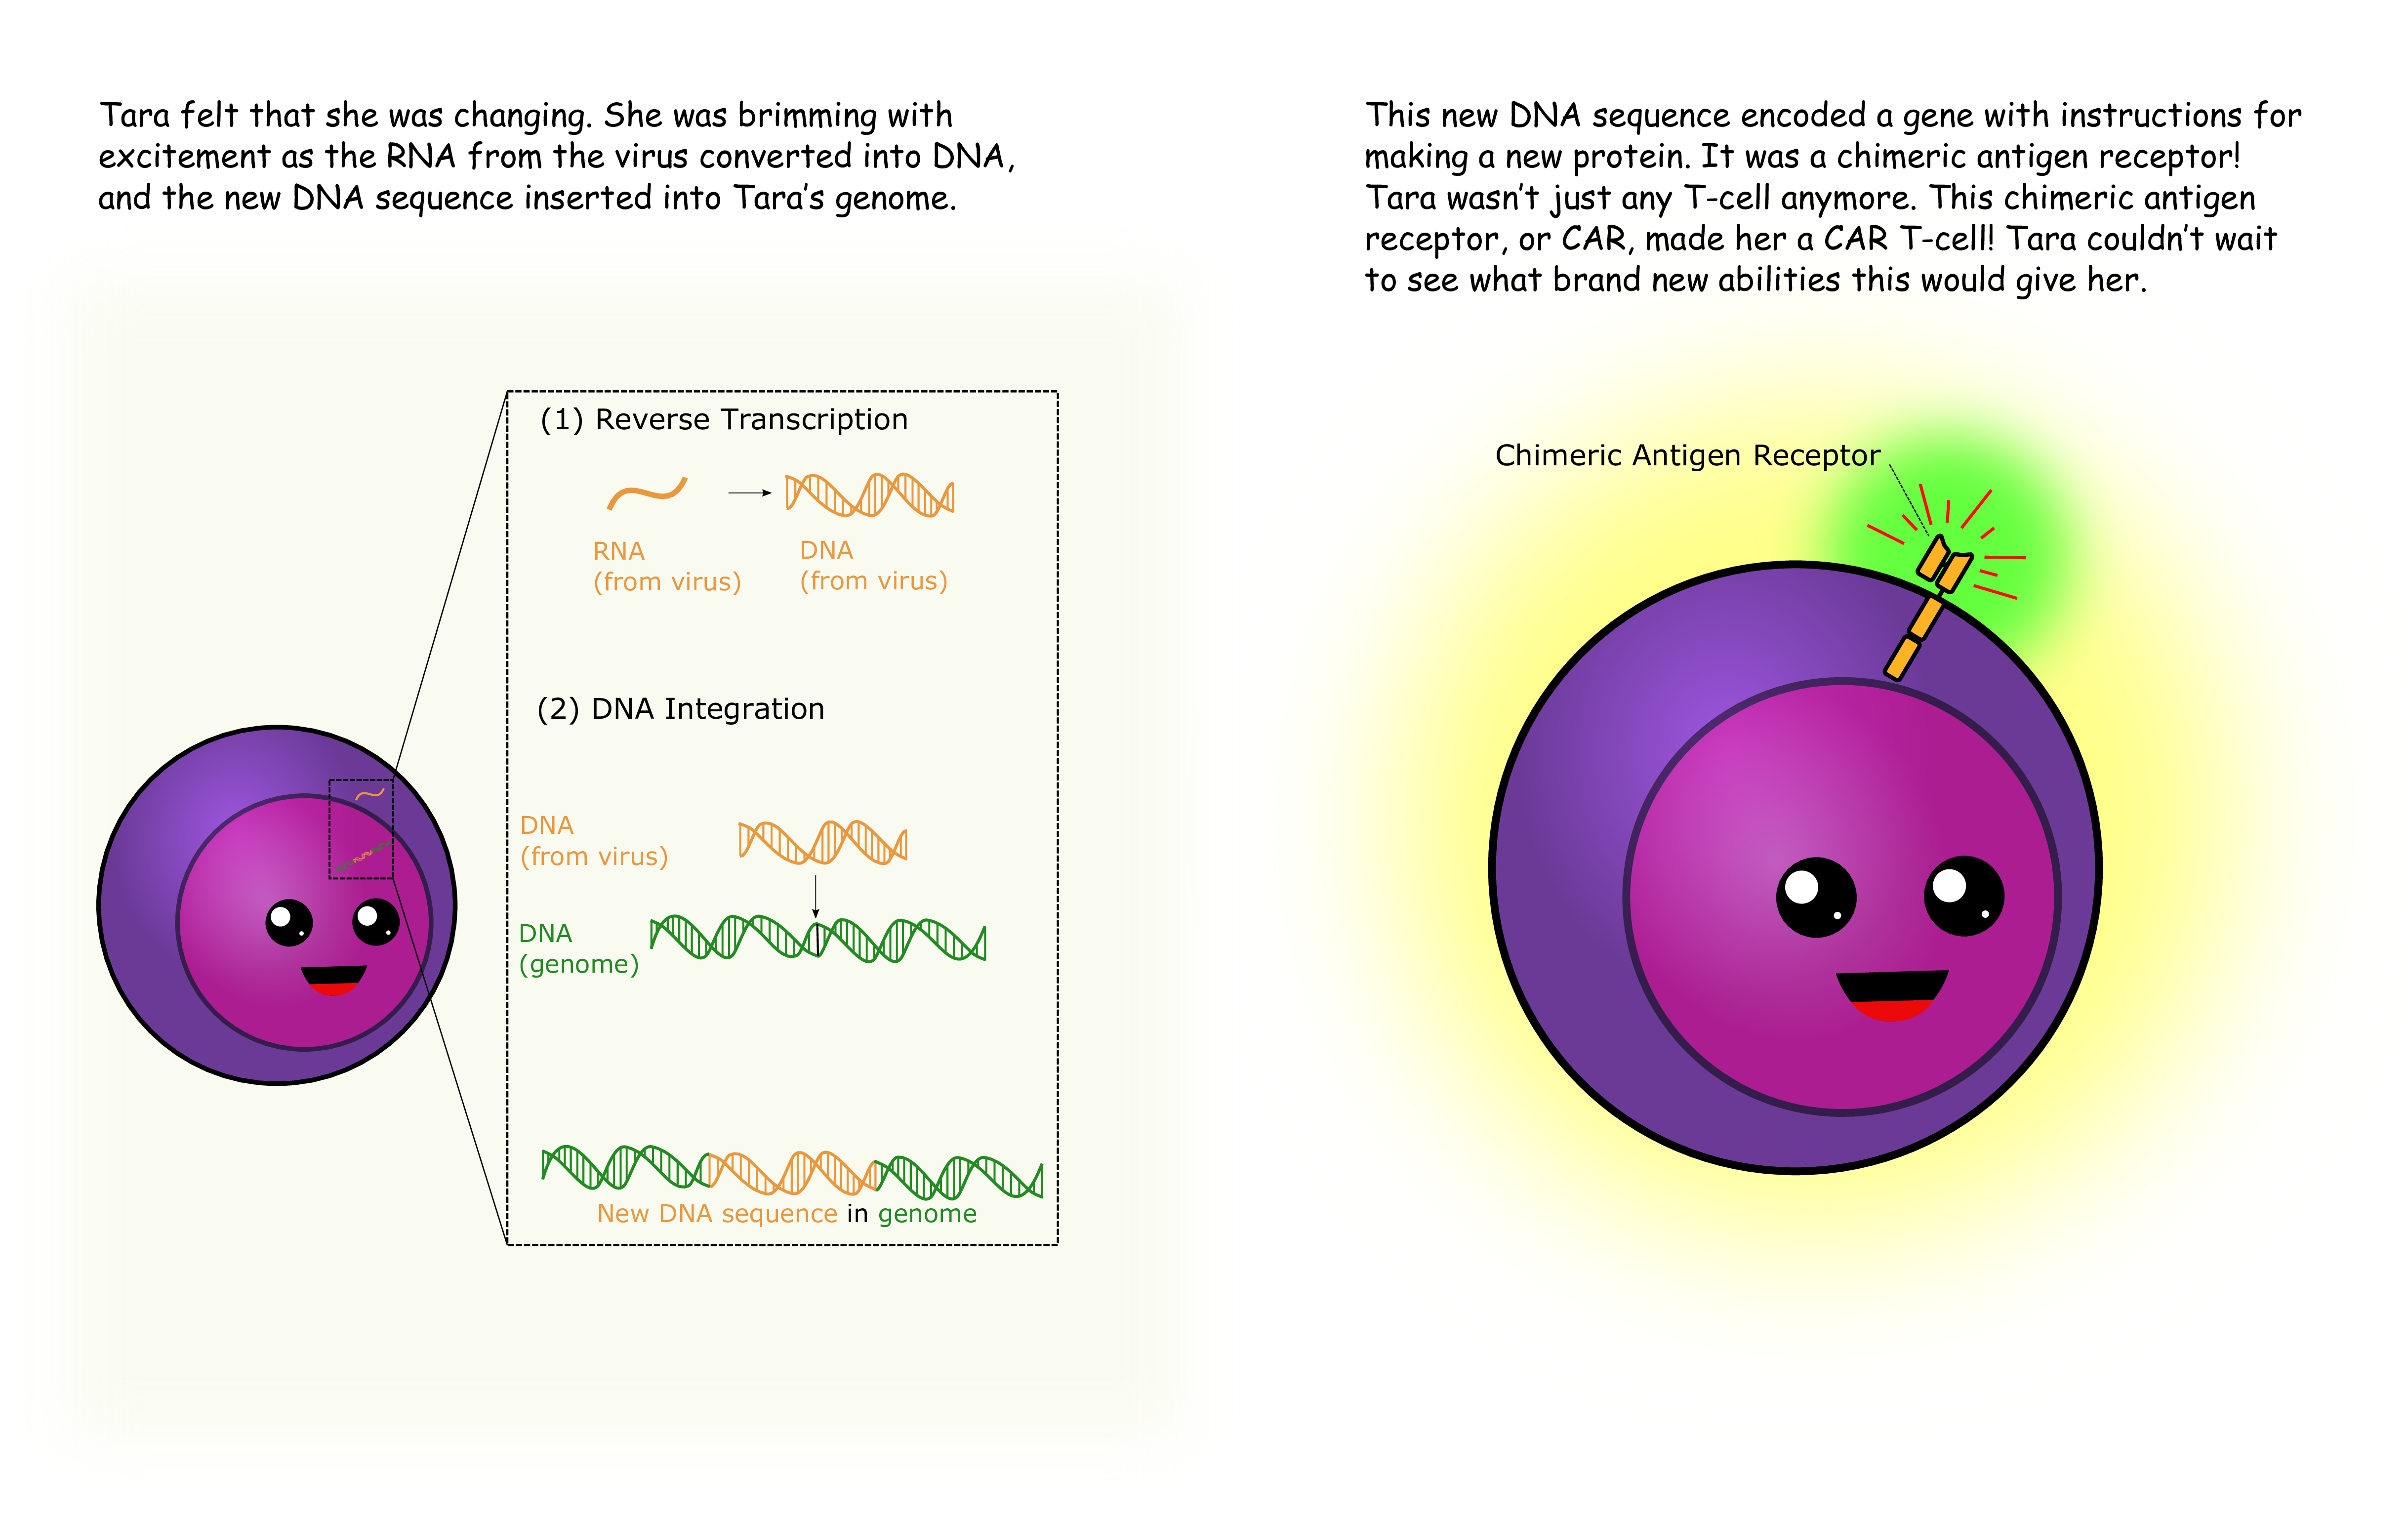 Tara felt that she was changing. She was brimming with
excitement as the RNA from the virus converted into DNA,
and the new DNA sequence inserted into Tara's genome.
(1) Reverse Transcription
RNA
(from virus)
DNA
(from virus)
(2) DNA Integration
DNA
(from virus)
DNA
(genome)
New DNA sequence in genome
This new DNA sequence encoded a gene with instructions for
making a new protein. It was a chimeric antigen receptor!
Tara wasn't just any T-cell anymore. This chimeric antigen
receptor, or CAR, made her a CAR T-cell! Tara couldn't wait
to see what brand new abilities this would give her.
Chimeric Antigen Receptor